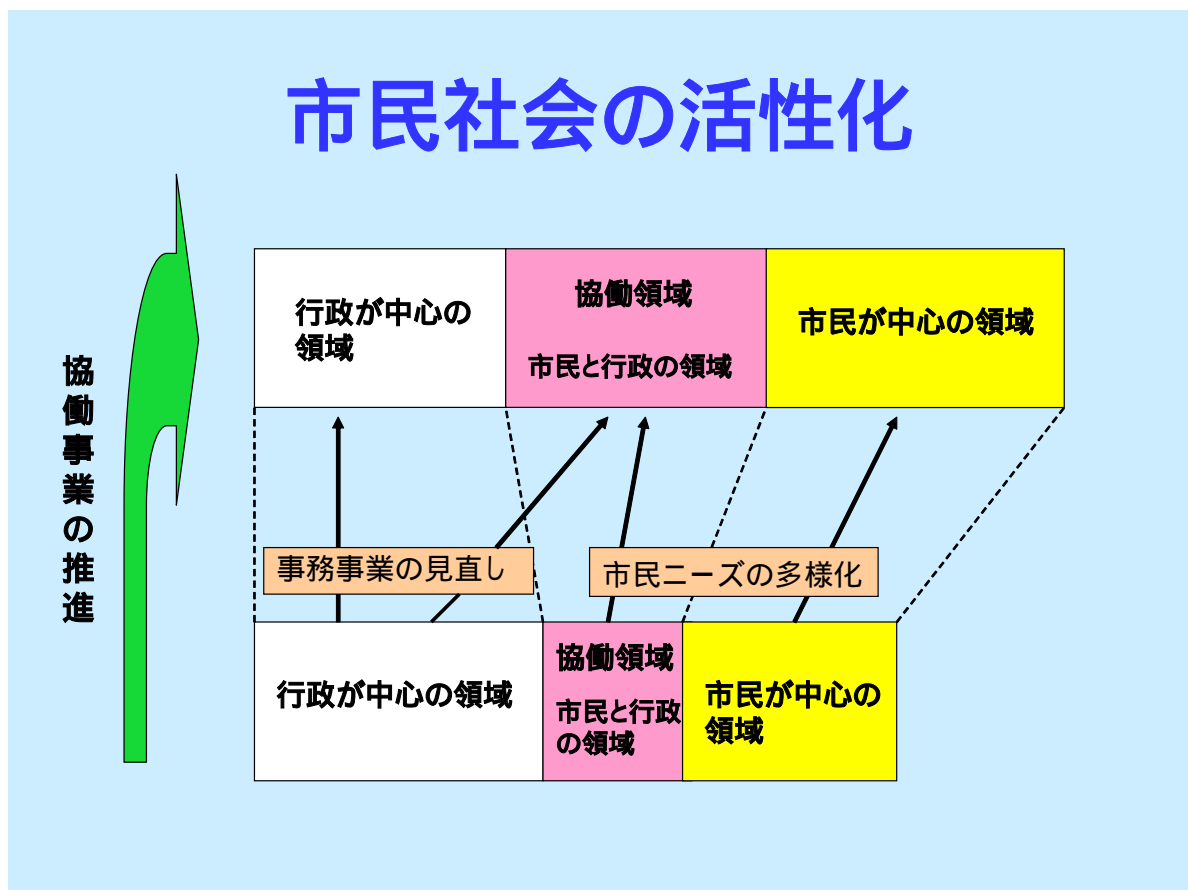 市民社会の活性化
協働事業の推進
行政が中心の
領域
協働領域
市民と行政の領域
市民が中心の領域
事務事業の見直し
市民ニーズの多様化
行政が中心の領域
協働領域
市民と行政
の領域
市民が中心の
領域